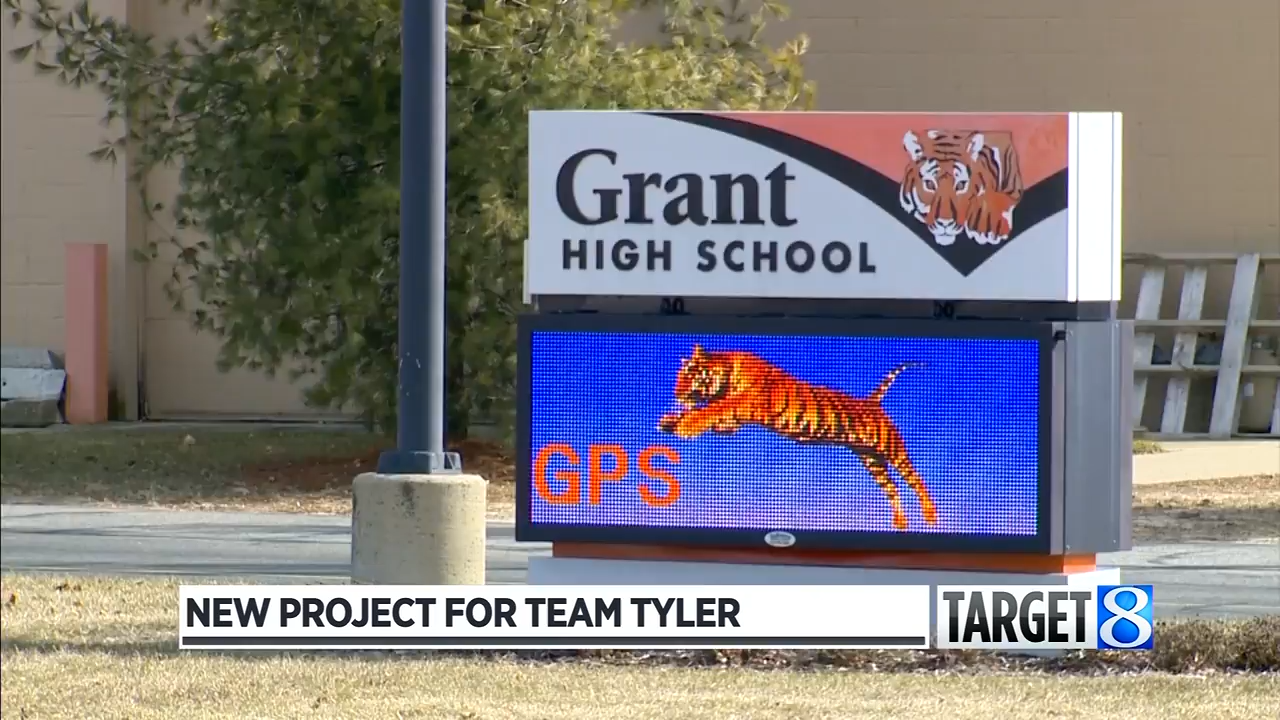 Grant
HIGH SCHOOL
GPS
NEW PROJECT FOR TEAM TYLER
TARGET 8